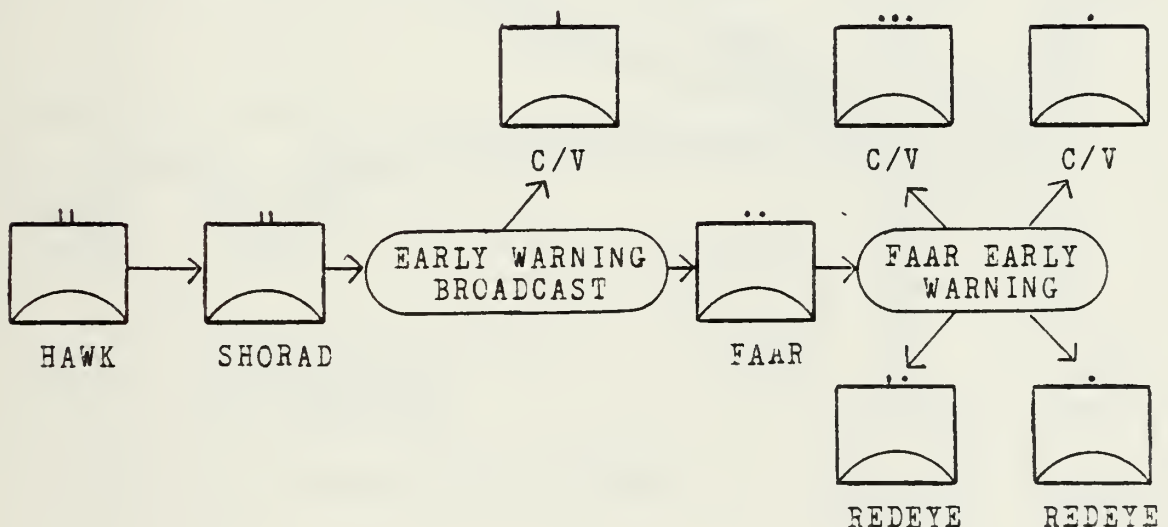 C/V
C/V
C/V
EARLY WARNING
BROADCAST
FAAR EARLY
WARNING
HAWK
SHORAD
FAAR
REDEYE
REDEYE